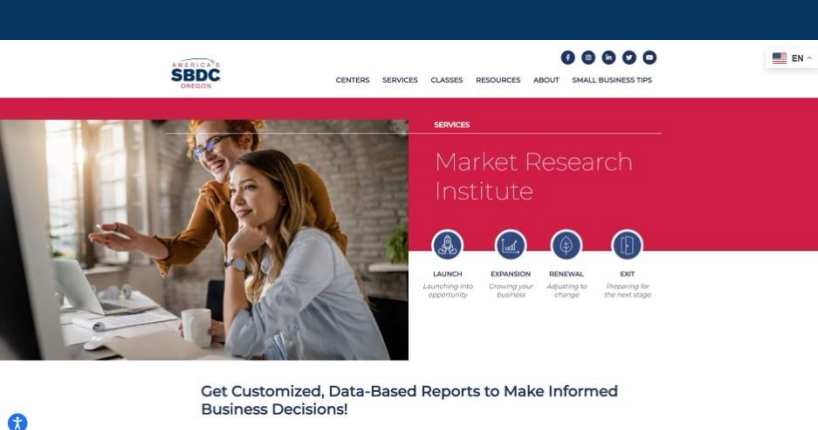 AMERICA'S
SBDC
OREGON
EN
CENTERS SERVICES CLASSES RESOURCES ABOUT SMALL BUSINESS TIPS
SERVICES
Market Research
Institute
LAUNCH
Launching into
opportunity
EXPANSION
Growing your
business
RENEWAL
Adjusting to
change
EXIT
Preparing for
the next stage
Get Customized, Data-Based Reports to Make Informed
Business Decisions!